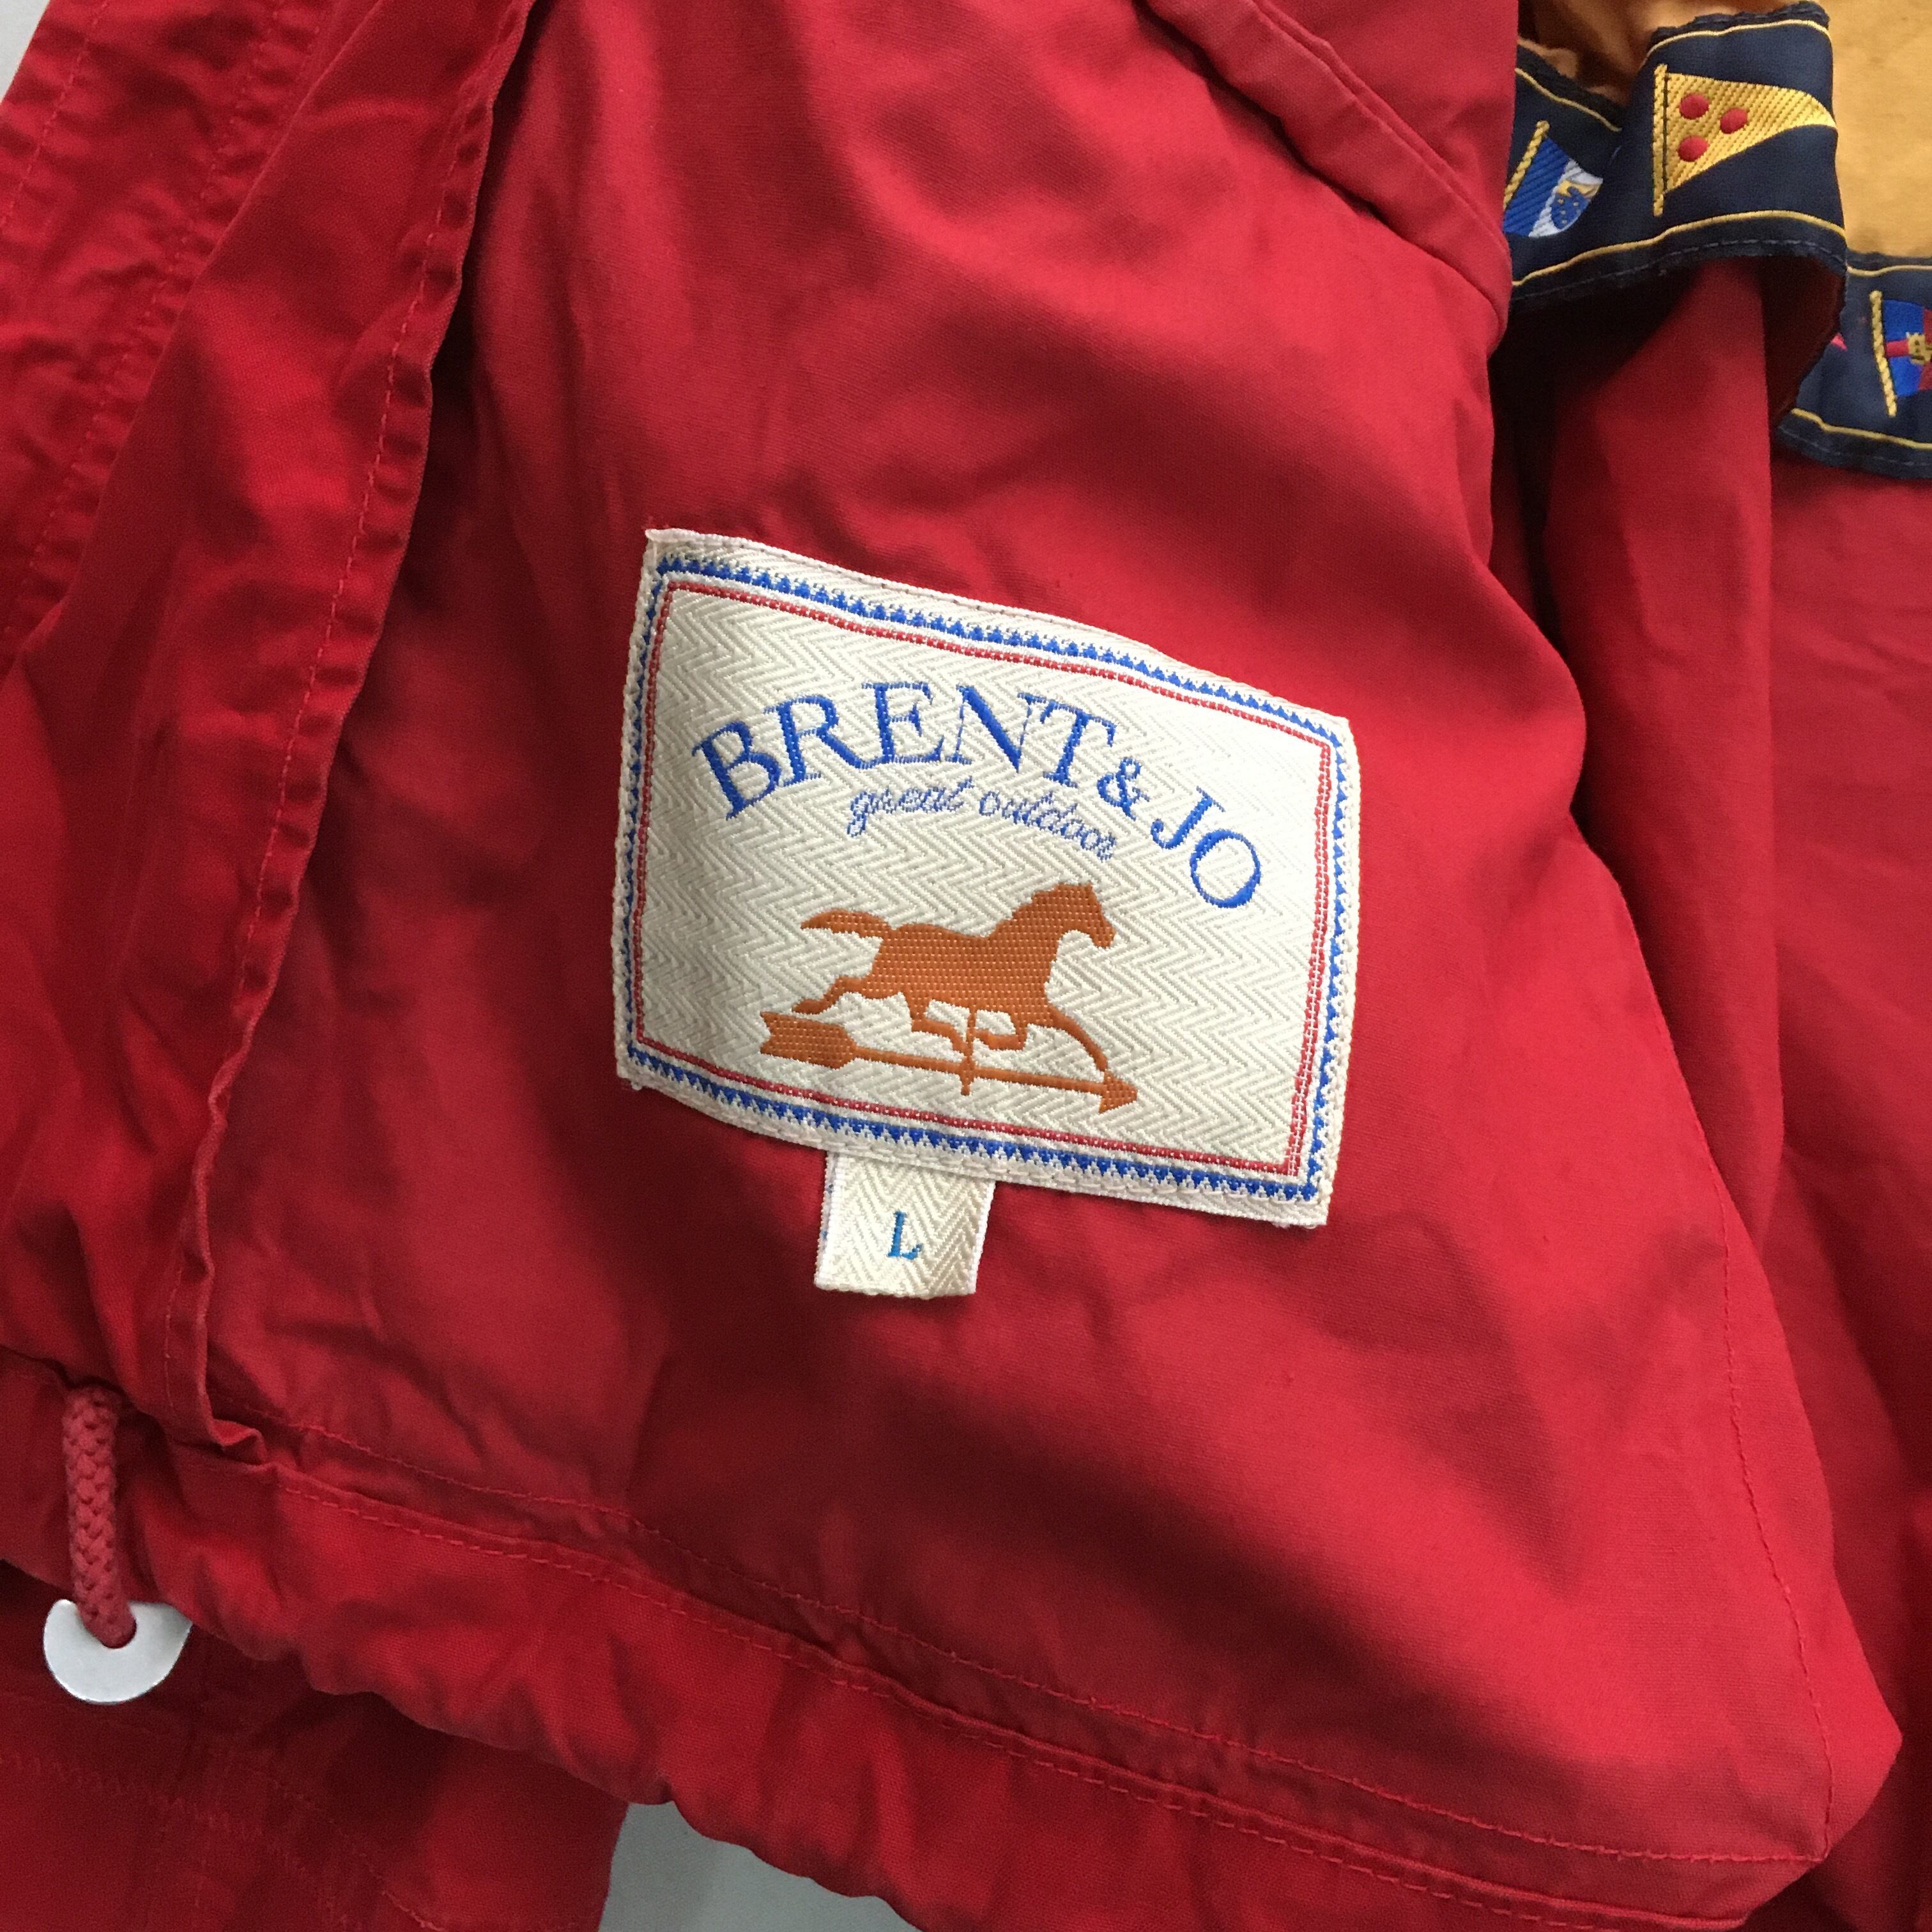 BRENT & JO
great outdoor
L